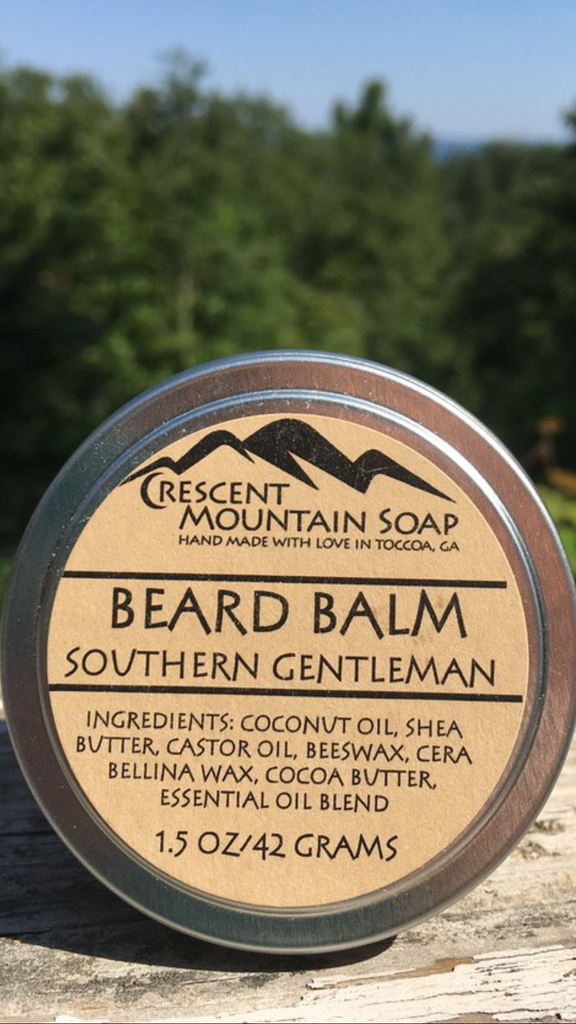 CRESCENT
MOUNTAIN SOAP
HAND MADE WITH LOVE IN TOCCOA, GA
BEARD BALM
SOUTHERN GENTLEMAN
INGREDIENTS: COCONUT OIL, SHEA
BUTTER, CASTOR OIL, BEESWAX, CERA
BELLINA WAX, COCOA BUTTER,
ESSENTIAL OIL BLEND
1.5 OZ/42 GRAMS